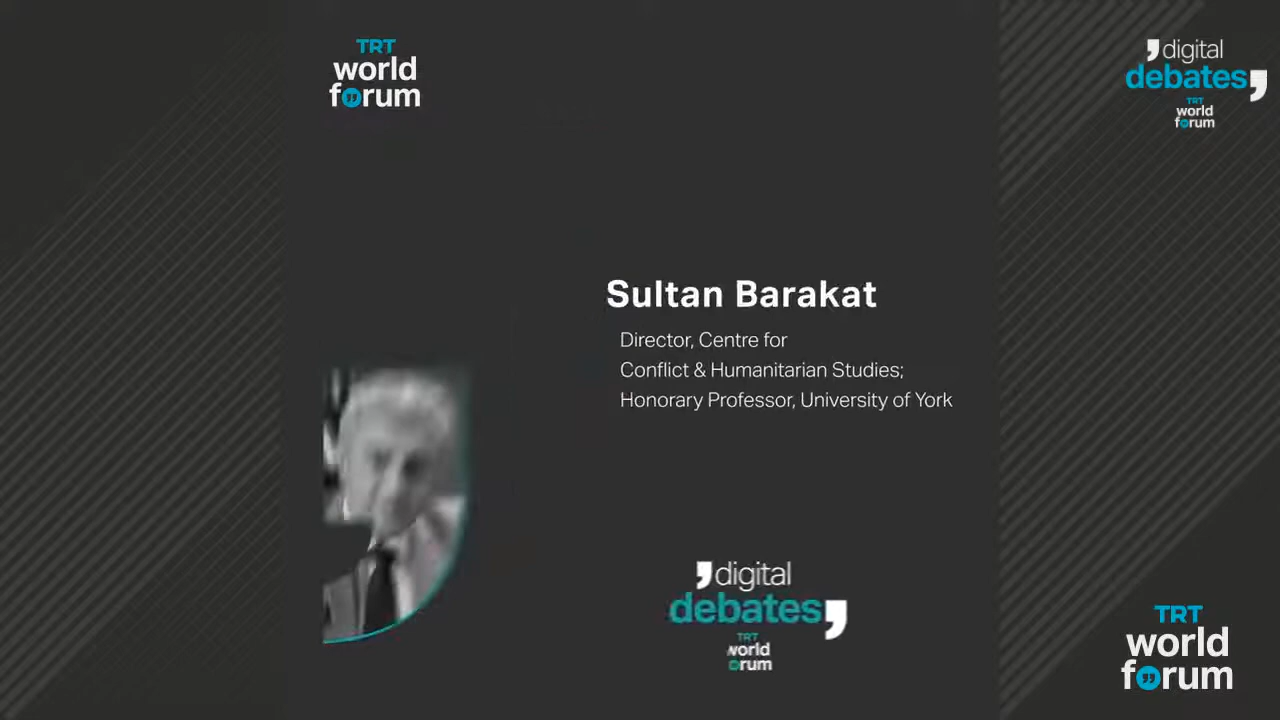 TRT
world
forum
digital
debates
TRT
world
forum
Sultan Barakat
Director, Centre for
Conflict & Humanitarian Studies;
Honorary Professor, University of York
digital
debates
TRT
world
forum
TRT
world
forum